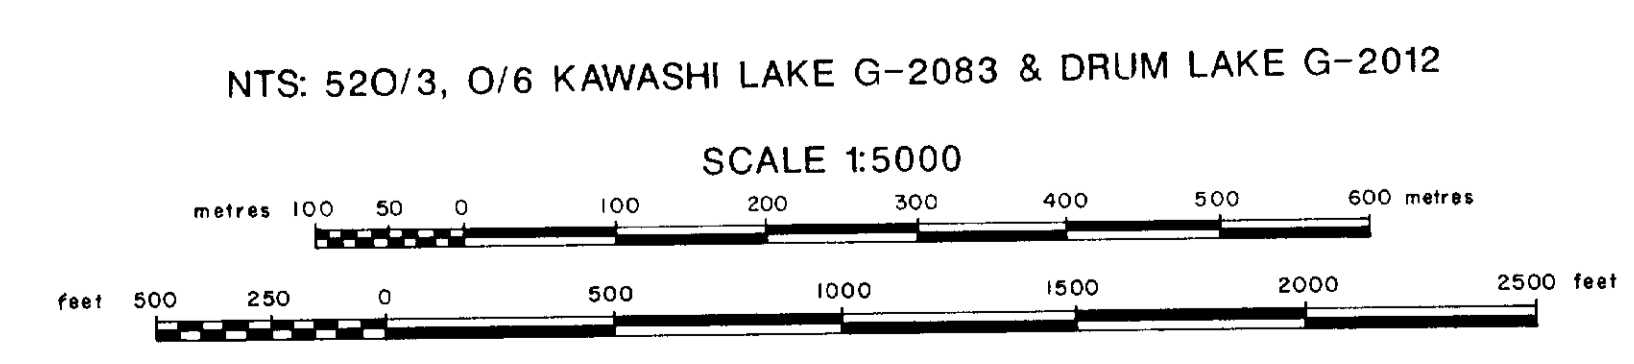 NTS: 52O/3, O/6 KAWASHI LAKE G-2083 & DRUM LAKE G-2012
SCALE 1:5000
metres 100 50 0 100 200 300 400 500 600 metres
feet 500 250 0 500 1000 1500 2000 2500 feet